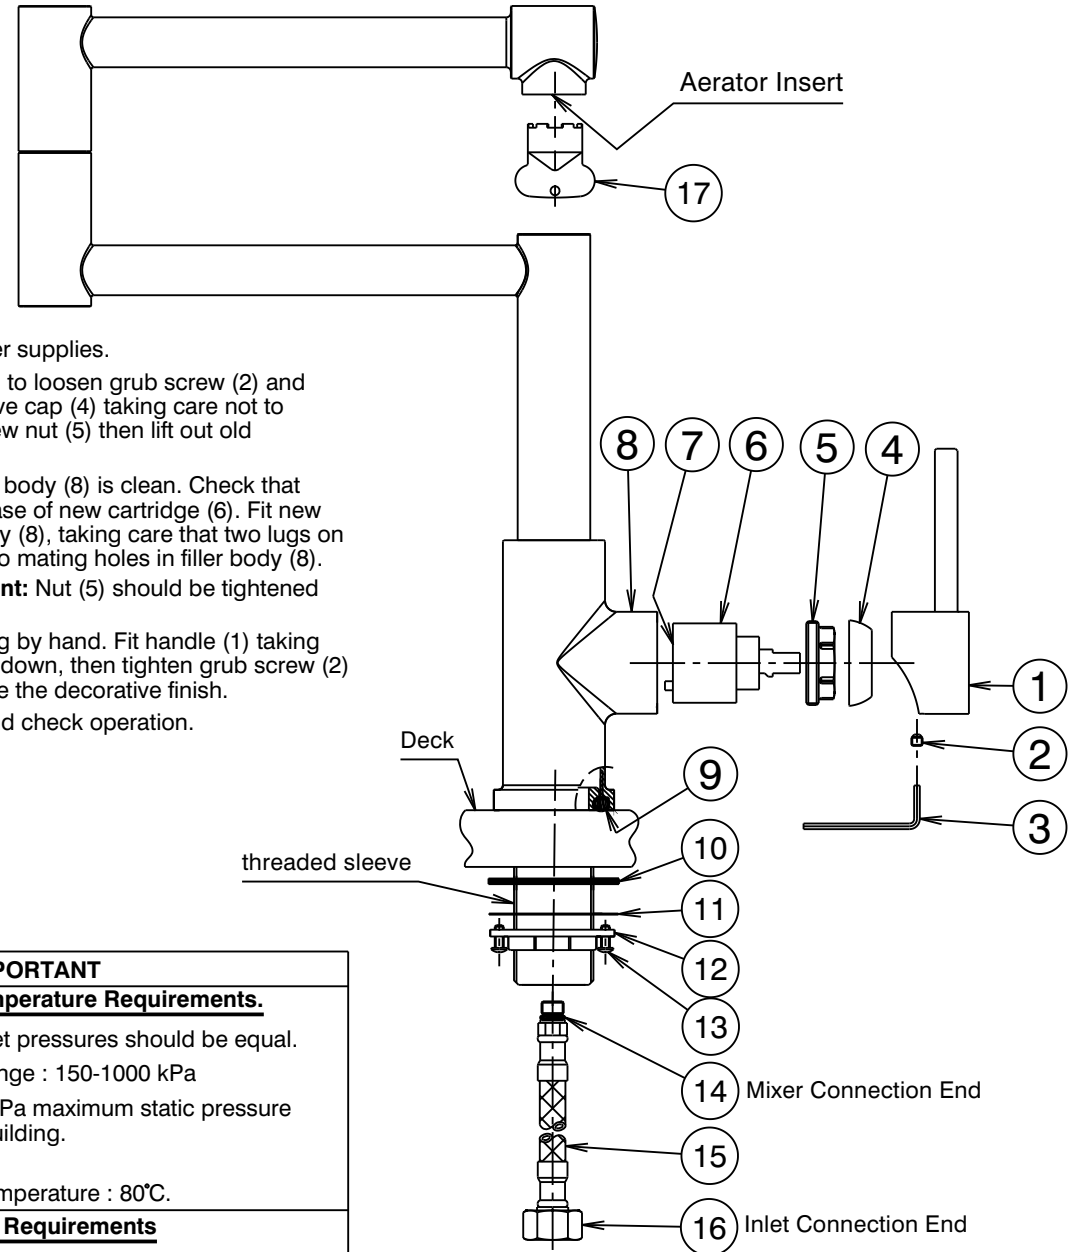 Aerator Insert
17
er supplies.
to loosen grub screw (2) and
ve cap (4) taking care not to
ew nut (5) then lift out old
body (8) is clean. Check that
ase of new cartridge (6). Fit new
y (8), taking care that two lugs on
o mating holes in filler body (8).
nt: Nut (5) should be tightened
g by hand. Fit handle (1) taking
down, then tighten grub screw (2)
e the decorative finish.
d check operation.
8 7 6 5 4
1
2
3
Deck
9
threaded sleeve
10
11
12
13
14 Mixer Connection End
15
16 Inlet Connection End
PORTANT
mperature Requirements.
et pressures should be equal.
nge : 150-1000 kPa
Pa maximum static pressure
uilding.
mperature : 80℃.
Requirements